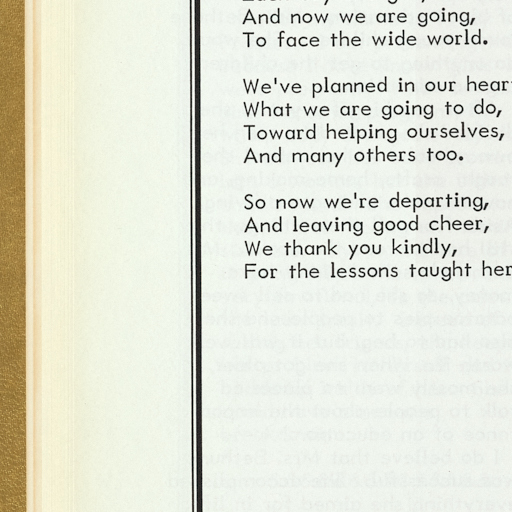 And now we are going,
To face the wide world.
We've planned in our hear
What we are going to do,
Toward helping ourselves,
And many others too.
So now we're departing,
And leaving good cheer,
We thank you kindly,
For the lessons taught her